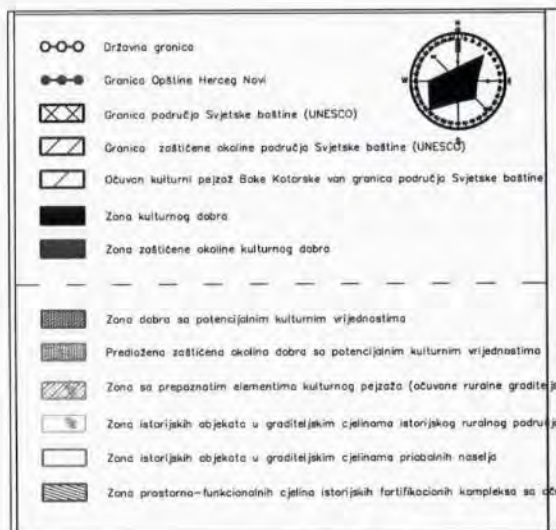 Državna granica
Granica Opštine Herceg Novi
Granica područja Svjetske baštine (UNESCO)
Granica zaštićene okoline područja Svjetske baštine (UNESCO)
Očuvan kulturni pejzaž Boke Kotorske van granica područja Svjetske baštine
Zona kulturnog dobra
Zona zaštićene okoline kulturnog dobra
Zona dobra sa potencijalnim kulturnim vrijednostima
Predložena zaštićena okolina dobra sa potencijalnim kulturnim vrijednostima
Zona sa prepoznatim elementima kulturnog pejzaža (očuvane ruralne graditelj
Zona istorijskih objekata u graditeljskim cjelinama istorijskog ruralnog područja
Zona istorijskih objekata u graditeljskim cjelinama priobalnih naselja
Zona prostorno-funkcionalnih cjelina istorijskih fortifikacionih kompleksa sa